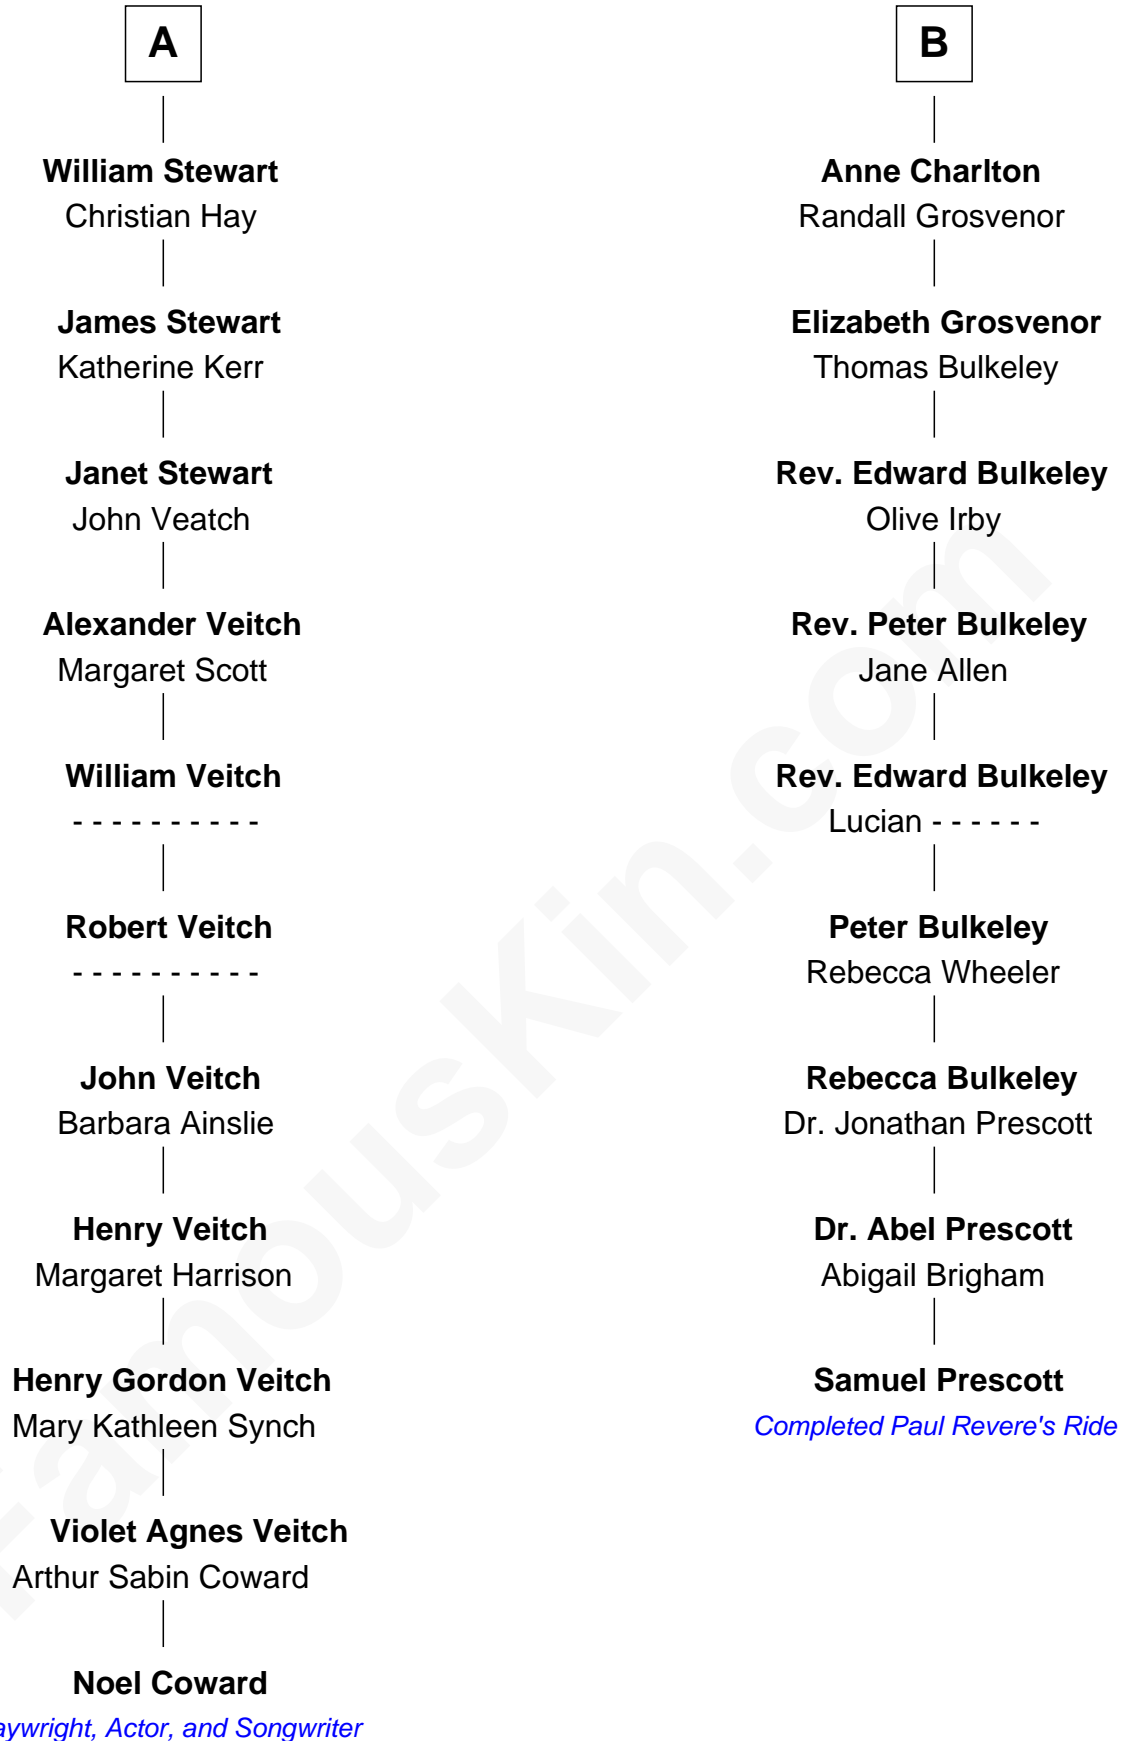 A
William Stewart
Christian Hay
James Stewart
Katherine Kerr
Janet Stewart
John Veatch
Alexander Veitch
Margaret Scott
William Veitch
- - - - - - - - - -
Robert Veitch
- - - - - - - - - -
John Veitch
Barbara Ainslie
Henry Veitch
Margaret Harrison
Henry Gordon Veitch
Mary Kathleen Synch
Violet Agnes Veitch
Arthur Sabin Coward
Noel Coward
aywright, Actor, and Songwriter
B
Anne Charlton
Randall Grosvenor
Elizabeth Grosvenor
Thomas Bulkeley
Rev. Edward Bulkeley
Olive Irby
Rev. Peter Bulkeley
Jane Allen
Rev. Edward Bulkeley
Lucian - - - - - -
Peter Bulkeley
Rebecca Wheeler
Rebecca Bulkeley
Dr. Jonathan Prescott
Dr. Abel Prescott
Abigail Brigham
Samuel Prescott
Completed Paul Revere's Ride
FamousKin.com